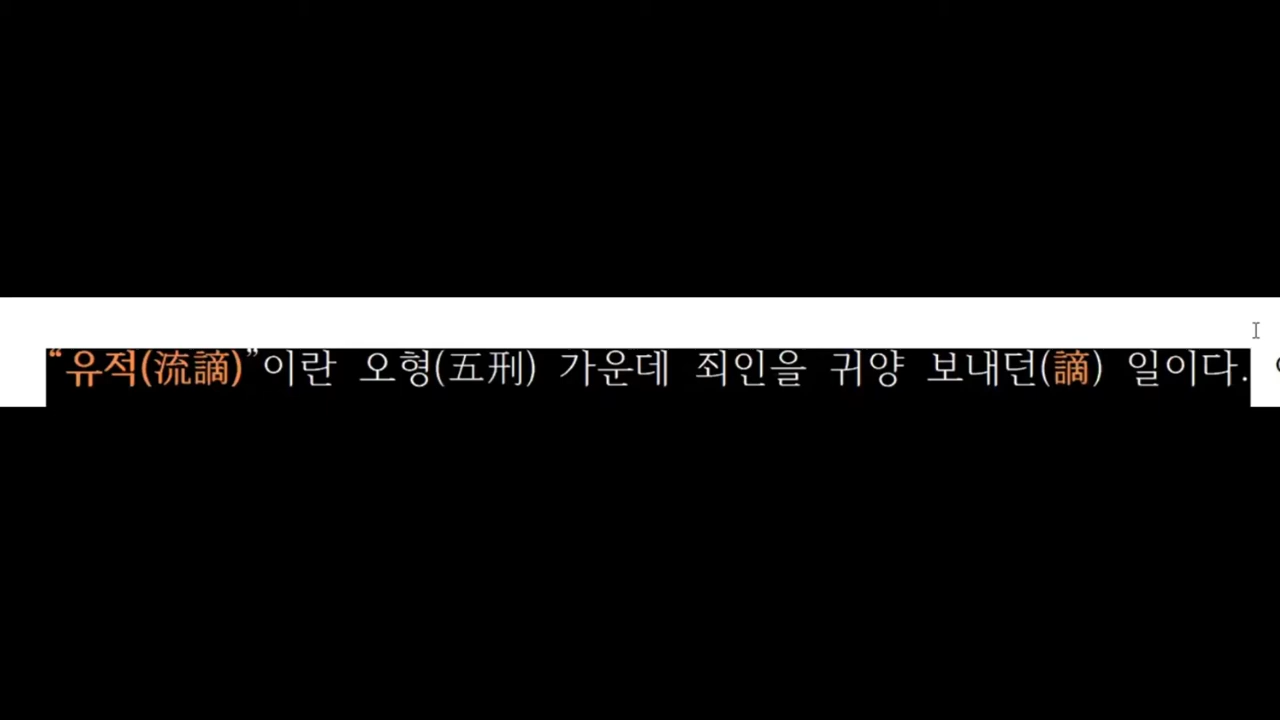 “유적(流謫)”이란 오형(五刑) 가운데 죄인을 귀양 보내던(謫) 일이다.